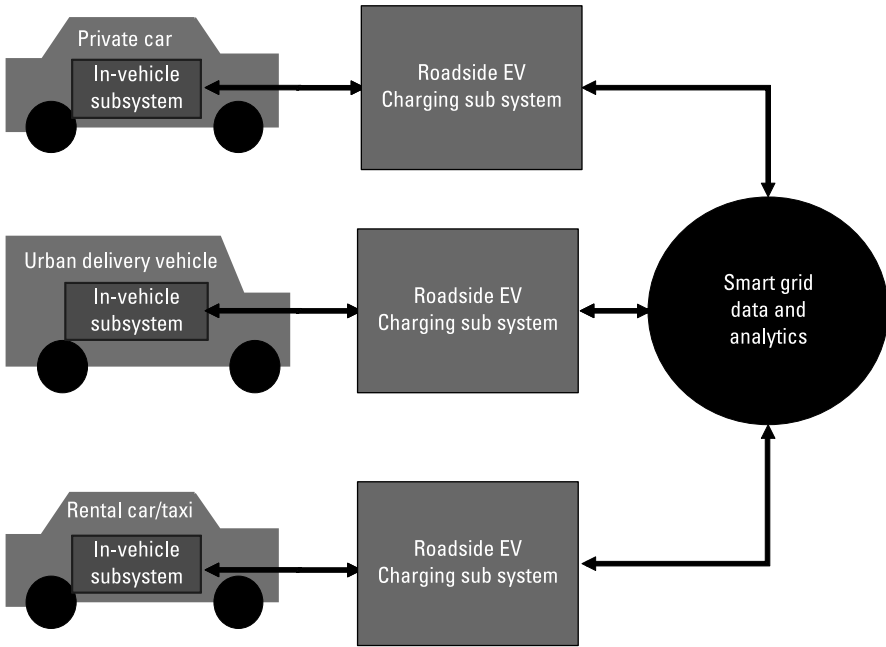 Private car
In-vehicle
subsystem
Roadside EV
Charging sub system
Urban delivery vehicle
In-vehicle
subsystem
Roadside EV
Charging sub system
Smart grid
data and
analytics
Rental car/taxi
In-vehicle
subsystem
Roadside EV
Charging sub system